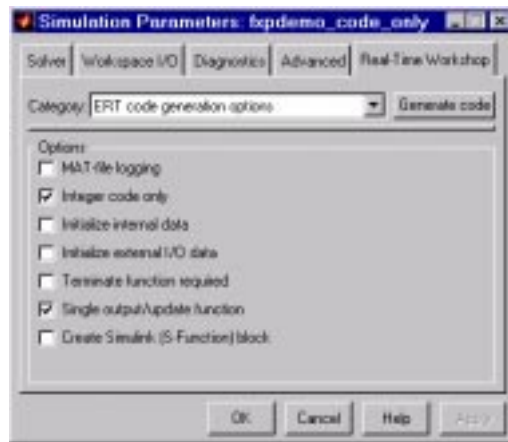 Simulation Parameters: fxpdemo_code_only
Solver Workspace I/O Diagnostics Advanced Real-Time Workshop
Category: ERT code generation options Generate code
Options
MAT-file logging
Integer code only
Initialize internal data
Initialize external I/O data
Terminate function required
Single output/update function
Create Simulink (S-Function) block
OK Cancel Help Apply